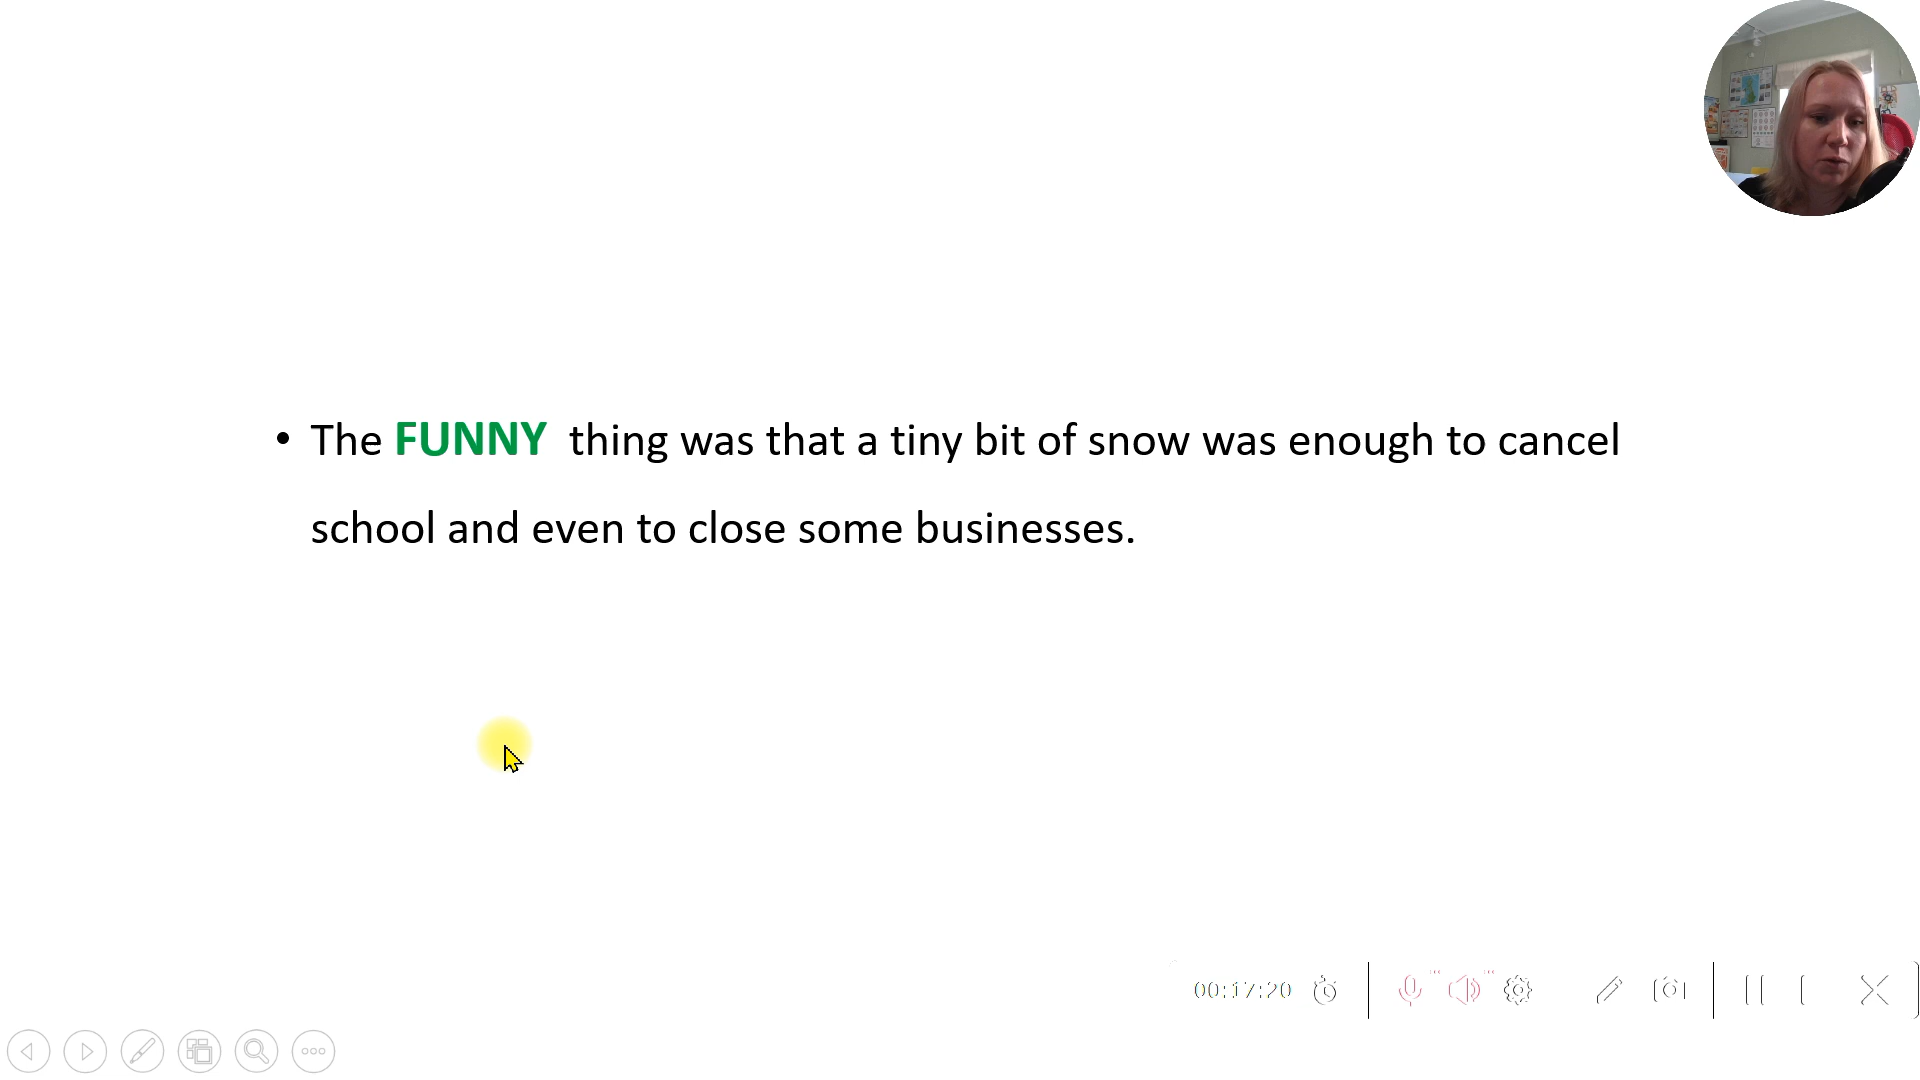 • The FUNNY thing was that a tiny bit of snow was enough to cancel
school and even to close some businesses.
00:17:20